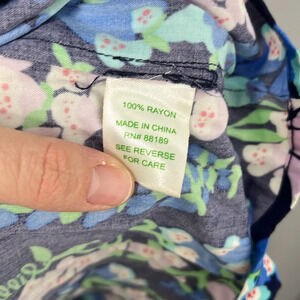 100% RAYON
MADE IN CHINA
RN# 88189
SEE REVERSE
FOR CARE